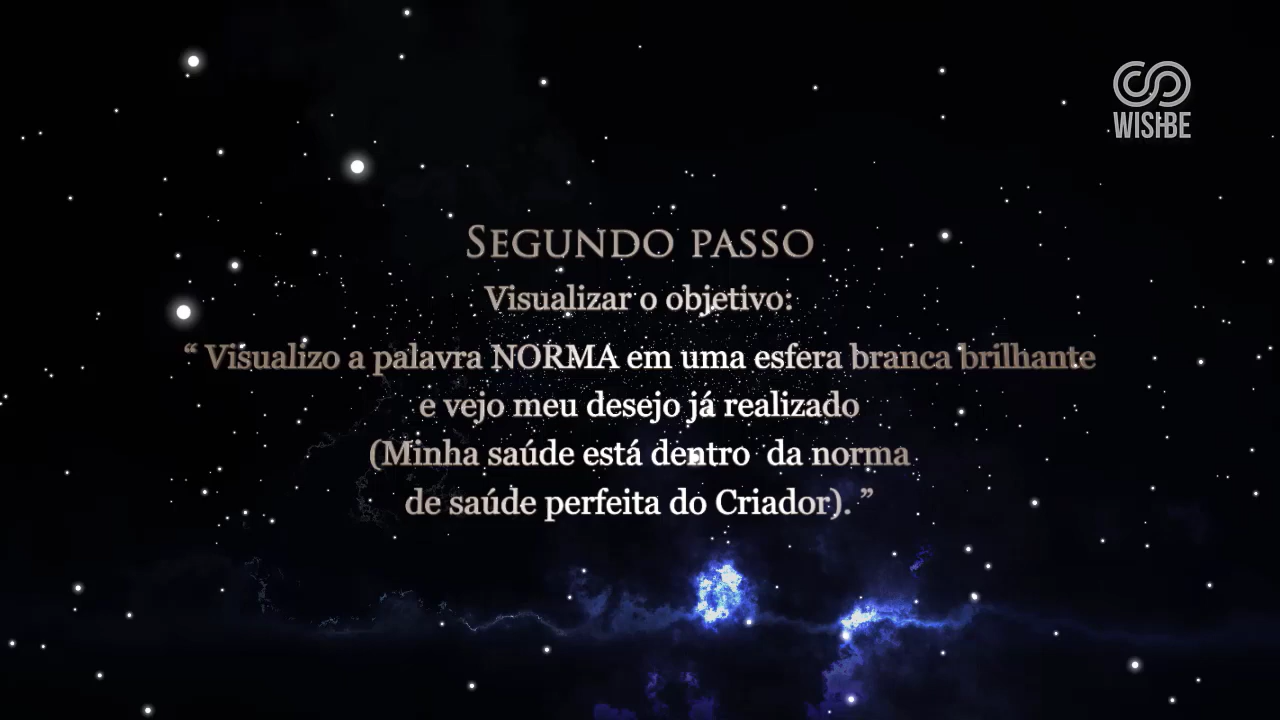 WISHBE
SEGUNDO PASSO
Visualizar o objetivo:
“ Visualizo a palavra NORMA em uma esfera branca brilhante
e vejo meu desejo já realizado
(Minha saúde está dentro da norma
de saúde perfeita do Criador). ”